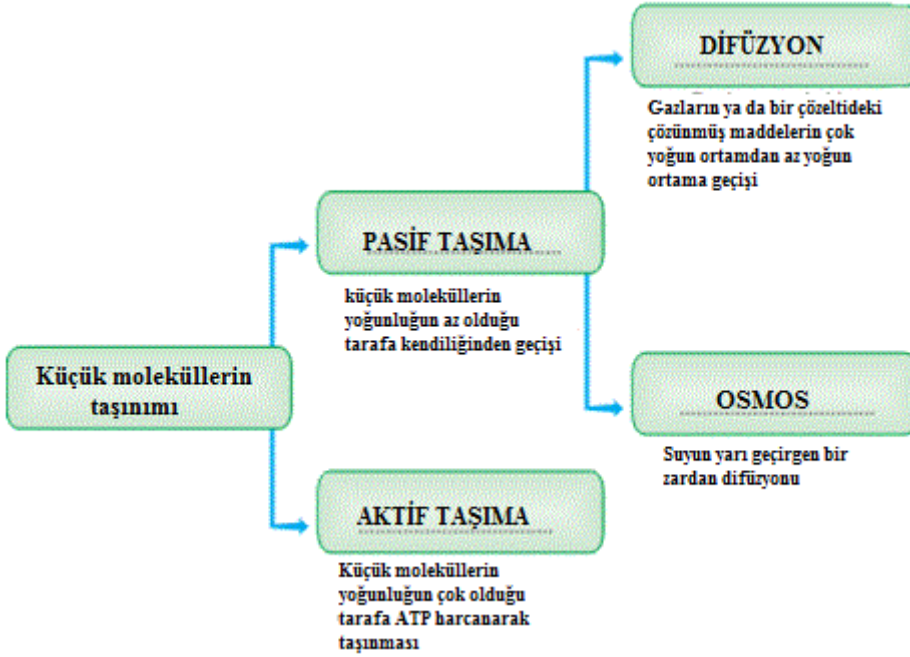 DİFÜZYON
Gazların ya da bir çözeltideki
çözünmüş maddelerin çok
yoğun ortamdan az yoğun
ortama geçişi
PASİF TAŞIMA
küçük moleküllerin
yoğunluğun az olduğu
tarafa kendiliğinden geçişi
Küçük moleküllerin
taşınımı
OSMOS
Suyun yarı geçirgen bir
zardan difüzyonu
AKTİF TAŞIMA
Küçük moleküllerin
yoğunluğun çok olduğu
tarafa ATP harcanarak
taşınması